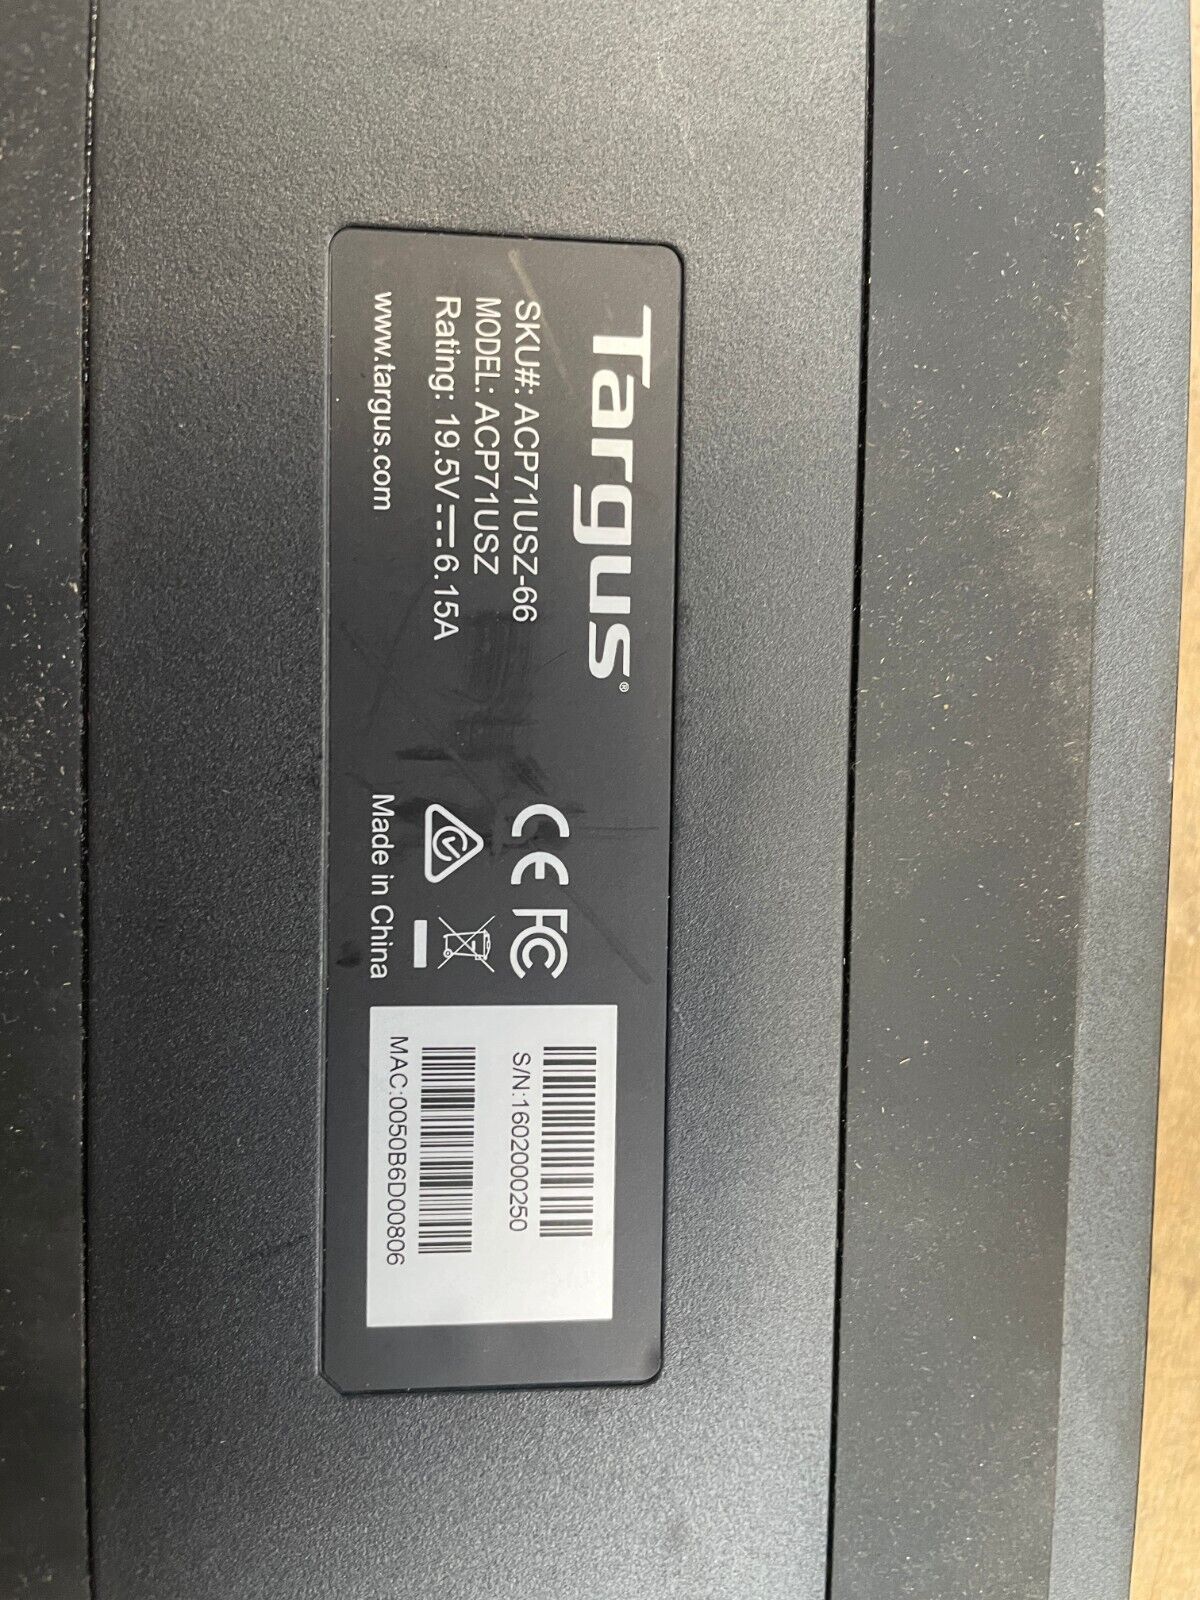 Targus®
SKU#: ACP71USZ-66
MODEL: ACP71USZ
Rating: 19.5V⎓6.15A
www.targus.com
CE FC
Made in China
S/N:1602000250
MAC:0050B6D00806